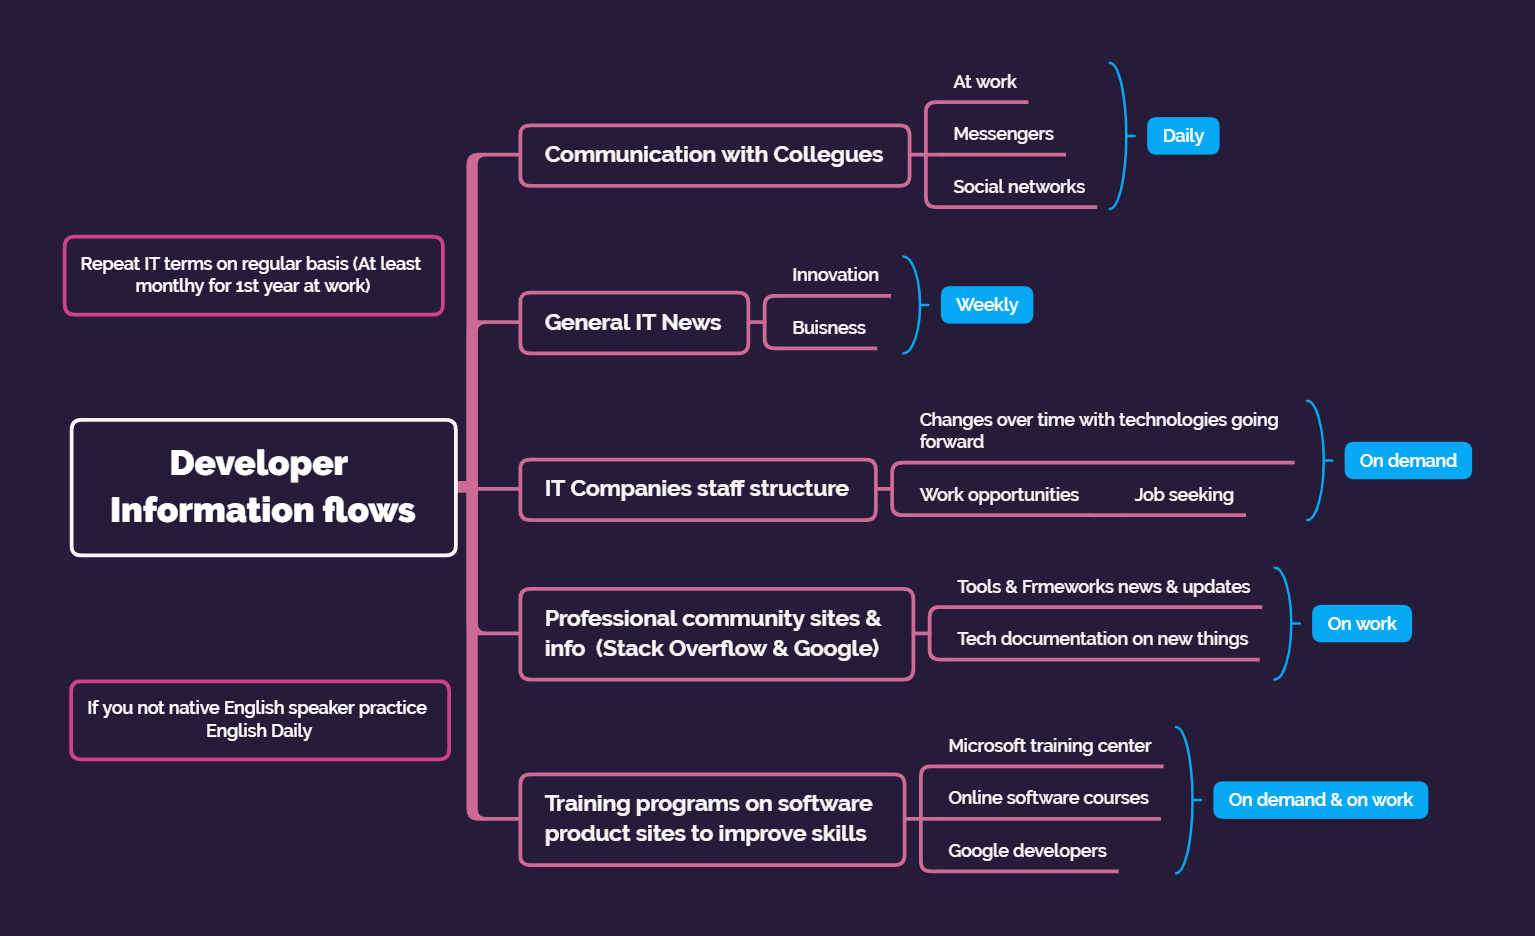 Developer
Information flows
Repeat IT terms on regular basis (At least
montlhy for 1st year at work)
If you not native English speaker practice
English Daily
Communication with Collegues
At work
Messengers
Social networks
Daily
General IT News
Innovation
Buisness
Weekly
IT Companies staff structure
Changes over time with technologies going
forward
Work opportunities
Job seeking
On demand
Professional community sites &
info (Stack Overflow & Google)
Tools & Frmeworks news & updates
Tech documentation on new things
On work
Training programs on software
product sites to improve skills
Microsoft training center
Online software courses
Google developers
On demand & on work